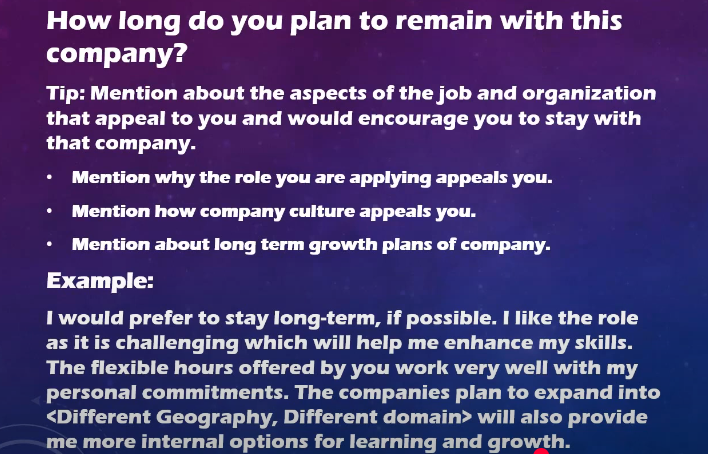 How long do you plan to remain with this
company?
Tip: Mention about the aspects of the job and organization
that appeal to you and would encourage you to stay with
that company.
• Mention why the role you are applying appeals you.
• Mention how company culture appeals you.
• Mention about long term growth plans of company.
Example:
I would prefer to stay long-term, if possible. I like the role
as it is challenging which will help me enhance my skills.
The flexible hours offered by you work very well with my
personal commitments. The companies plan to expand into
<Different Geography, Different domain> will also provide
me more internal options for learning and growth.